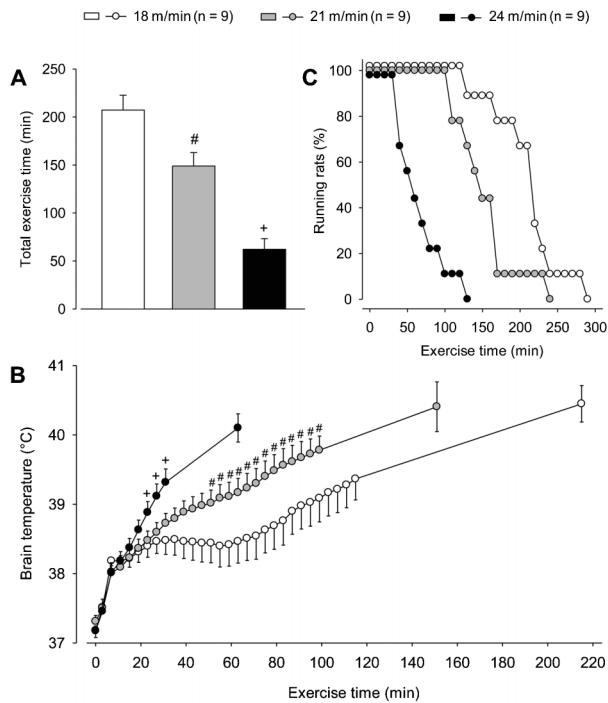 18 m/min (n = 9) 21 m/min (n = 9) 24 m/min (n = 9)
A
Total exercise time (min)
250
200
150
100
50
0
#
+
C
Running rats (%)
100
80
60
40
20
0
0 50 100 150 200 250 300
Exercise time (min)
B
Brain temperature (°C)
41
40
39
38
37
+ + +
# # # # # # # # # # # # #
0 20 40 60 80 100 120 140 160 180 200 220
Exercise time (min)